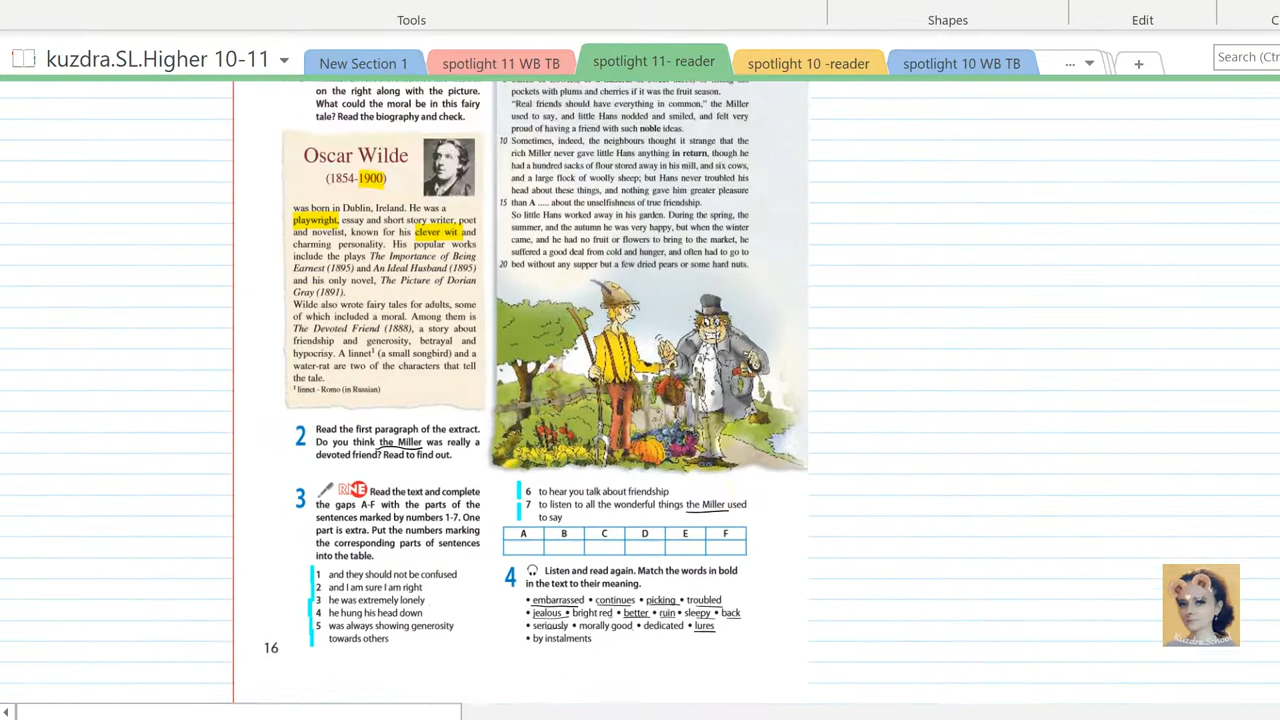 Tools
Shapes
Edit
kuzdra.SL.Higher 10-11
New Section 1
spotlight 11 WB TB
spotlight 11- reader
spotlight 10 -reader
spotlight 10 WB TB
...
+
Search (Ctr
on the right along with the picture.
What could the moral be in this fairy
tale? Read the biography and check.
Oscar Wilde
(1854-1900)
was born in Dublin, Ireland. He was a
playwright, essay and short story writer, poet
and novelist, known for his clever wit and
charming personality. His popular works
include the plays The Importance of Being
Earnest (1895) and An Ideal Husband (1895)
and his only novel, The Picture of Dorian
Gray (1891).
Wilde also wrote fairy tales for adults, some
of which included a moral. Among them is
The Devoted Friend (1888), a story about
friendship and generosity, betrayal and
hypocrisy. A linnet¹ (a small songbird) and a
water-rat are two of the characters that tell
the tale.
¹ linnet - Romo (in Russian)
2 Read the first paragraph of the extract.
Do you think the Miller was really a
devoted friend? Read to find out.
3 RNE Read the text and complete
the gaps A-F with the parts of the
sentences marked by numbers 1-7. One
part is extra. Put the numbers marking
the corresponding parts of sentences
into the table.
1 and they should not be confused
2 and I am sure I am right
3 he was extremely lonely
4 he hung his head down
5 was always showing generosity
towards others
16
pockets with plums and cherries if it was the fruit season.
"Real friends should have everything in common," the Miller
used to say, and little Hans nodded and smiled, and felt very
proud of having a friend with such noble ideas.
10 Sometimes, indeed, the neighbours thought it strange that the
rich Miller never gave little Hans anything in return, though he
had a hundred sacks of flour stored away in his mill, and six cows,
and a large flock of woolly sheep; but Hans never troubled his
head about these things, and nothing gave him greater pleasure
15 than A ..... about the unselfishness of true friendship.
So little Hans worked away in his garden. During the spring, the
summer, and the autumn he was very happy, but when the winter
came, and he had no fruit or flowers to bring to the market, he
suffered a good deal from cold and hunger, and often had to go to
20 bed without any supper but a few dried pears or some hard nuts.
6 to hear you talk about friendship
7 to listen to all the wonderful things the Miller used
to say
A B C D E F
4 Listen and read again. Match the words in bold
in the text to their meaning.
• embarrassed • continues • picking • troubled
• jealous • bright red • better • ruin • sleepy • back
• seriously • morally good • dedicated • lures
• by instalments
Kuzdra.School